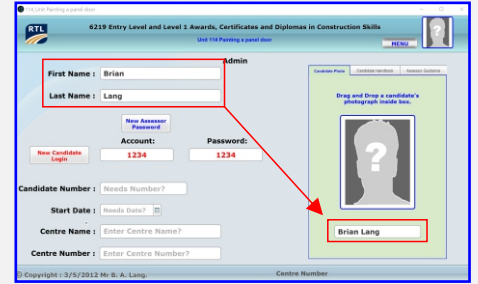 114_Unit Painting a panel door
RTL
6219 Entry Level and Level 1 Awards, Certificates and Diplomas in Construction Skills
Unit 114 Painting a panel door
MENU
?
Admin
First Name : Brian
Last Name : Lang
New Assessor
Password
Account: Password:
New Candidate
Login
1234 1234
Candidate Number : Needs Number?
Start Date : Needs Date?
Centre Name : Enter Centre Name?
Centre Number : Enter Centre Number?
Candidate Photo Candidate Handbook Assessor Guidance
Drag and Drop a candidate's
photograph inside box.
?
Brian Lang
© Copyright : 3/5/2012 Mr B. A. Lang. Centre Number